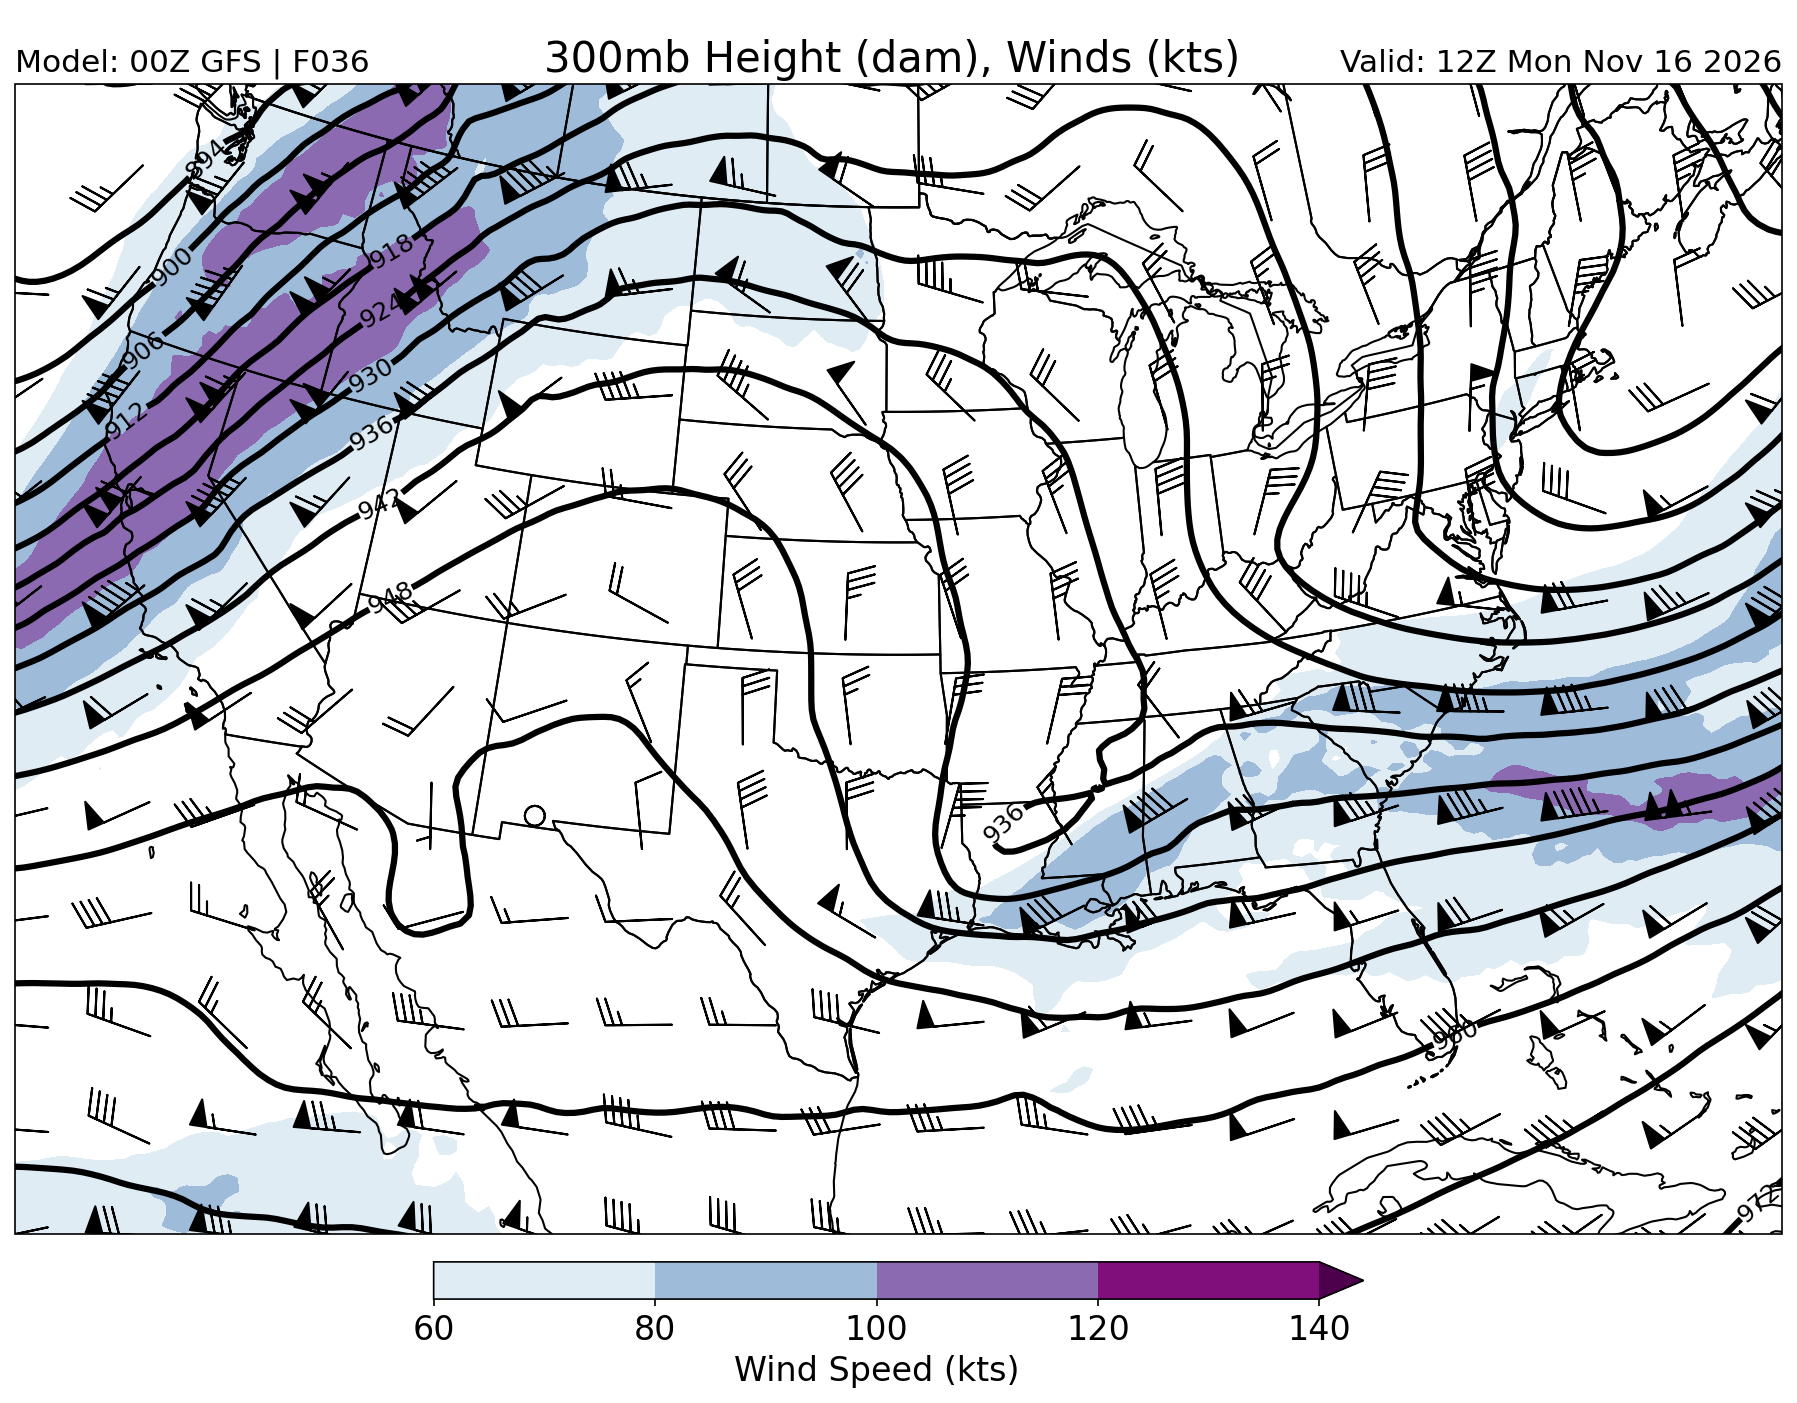 Model: 00Z GFS | F036
300mb Height (dam), Winds (kts)
Valid: 12Z Mon Nov 16 2026
894
900
906
912
918
924
930
936
942
948
936
960
972
60 80 100 120 140
Wind Speed (kts)